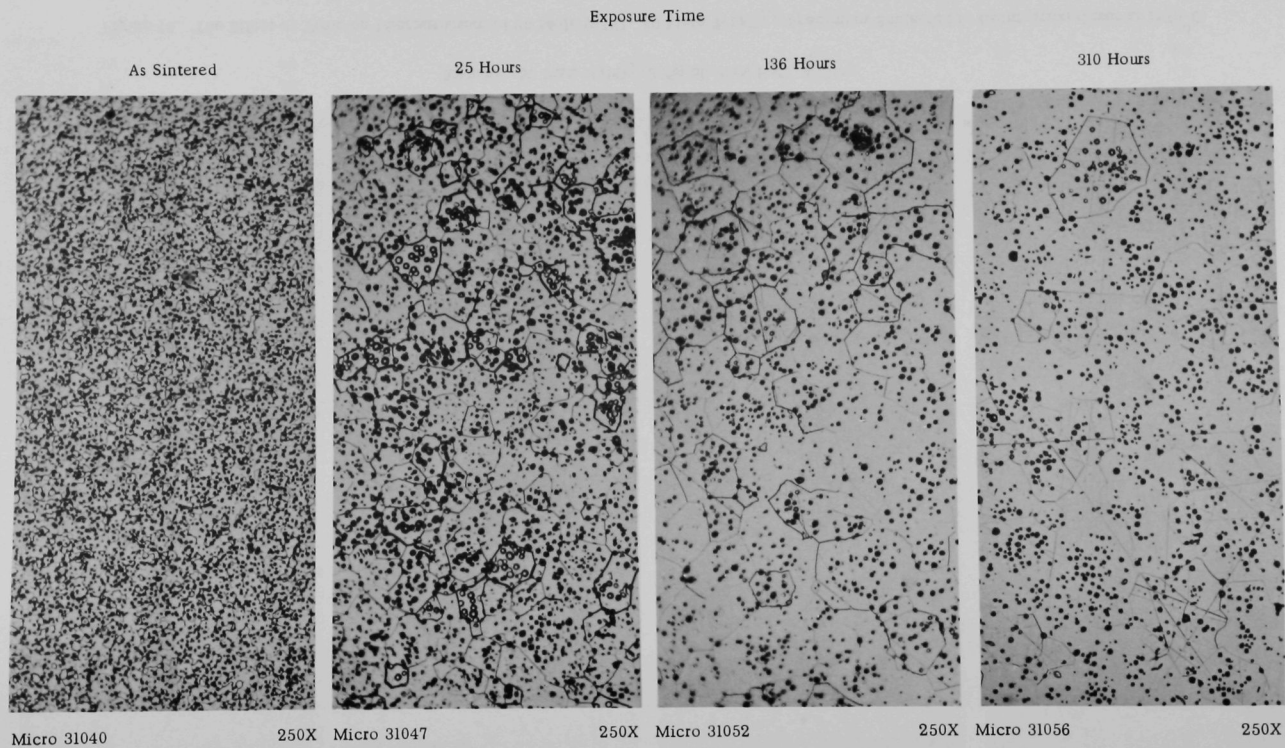 Exposure Time
As Sintered
25 Hours
136 Hours
310 Hours
Micro 31040 250X
Micro 31047 250X
Micro 31052 250X
Micro 31056 250X